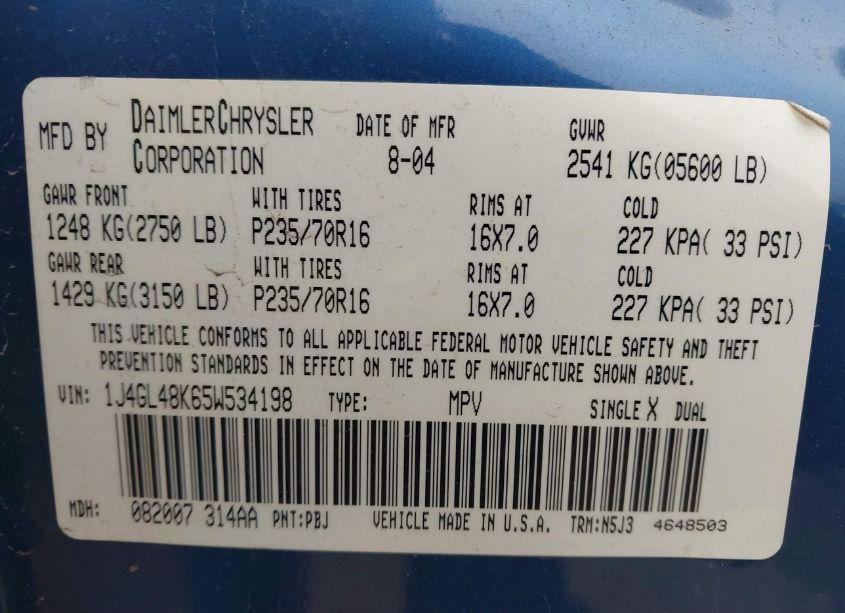 MFD BY DAIMLERCHRYSLER CORPORATION DATE OF MFR 8-04 GVWR 2541 KG(05600 LB)
GAWR FRONT WITH TIRES RIMS AT COLD
1248 KG(2750 LB) P235/70R16 16X7.0 227 KPA( 33 PSI)
GAWR REAR WITH TIRES RIMS AT COLD
1429 KG(3150 LB) P235/70R16 16X7.0 227 KPA( 33 PSI)
THIS VEHICLE CONFORMS TO ALL APPLICABLE FEDERAL MOTOR VEHICLE SAFETY AND THEFT
PREVENTION STANDARDS IN EFFECT ON THE DATE OF MANUFACTURE SHOWN ABOVE.
VIN: 1J4GL48K65W534198 TYPE: MPV SINGLE X DUAL
MDH: 082007 314AA PNT:PBJ VEHICLE MADE IN U.S.A. TRM:N5J3 4648503